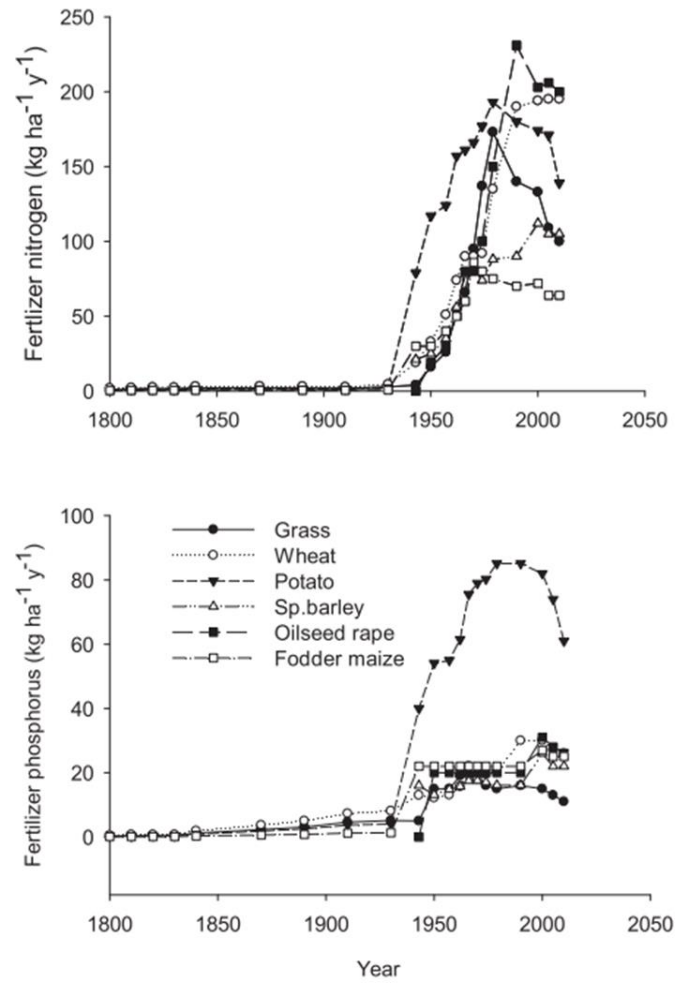 Fertlizer nitrogen (kg ha⁻¹ y⁻¹)
250
200
150
100
50
0
1800 1850 1900 1950 2000 2050
Fertilizer phosphorus (kg ha⁻¹ y⁻¹)
100
80
60
40
20
0
Grass
Wheat
Potato
Sp.barley
Oilseed rape
Fodder maize
1800 1850 1900 1950 2000 2050
Year